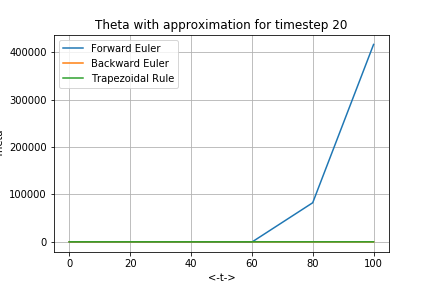 Theta with approximation for timestep 20
400000
300000
200000
100000
0
Forward Euler
Backward Euler
Trapezoidal Rule
0 20 40 60 80 100
<-t->